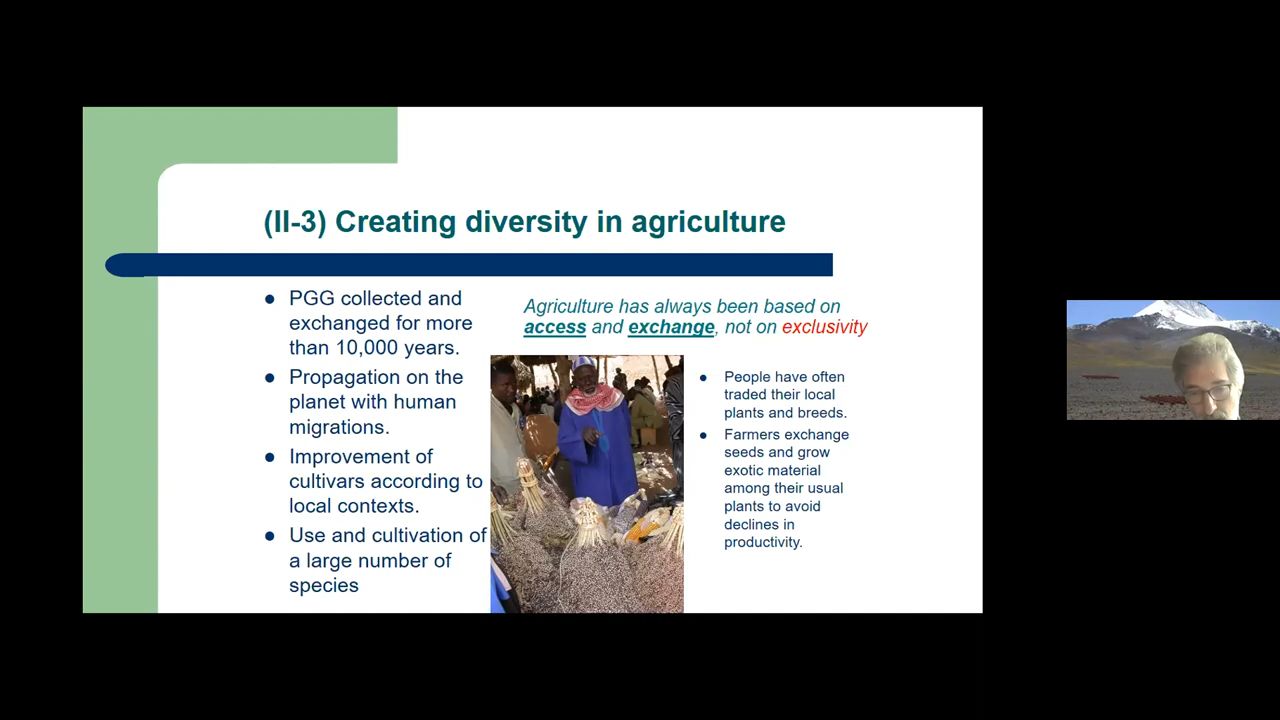 (II-3) Creating diversity in agriculture
● PGG collected and
exchanged for more
than 10,000 years.
● Propagation on the
planet with human
migrations.
● Improvement of
cultivars according to
local contexts.
● Use and cultivation of
a large number of
species
Agriculture has always been based on
access and exchange, not on exclusivity
● People have often
traded their local
plants and breeds.
● Farmers exchange
seeds and grow
exotic material
among their usual
plants to avoid
declines in
productivity.